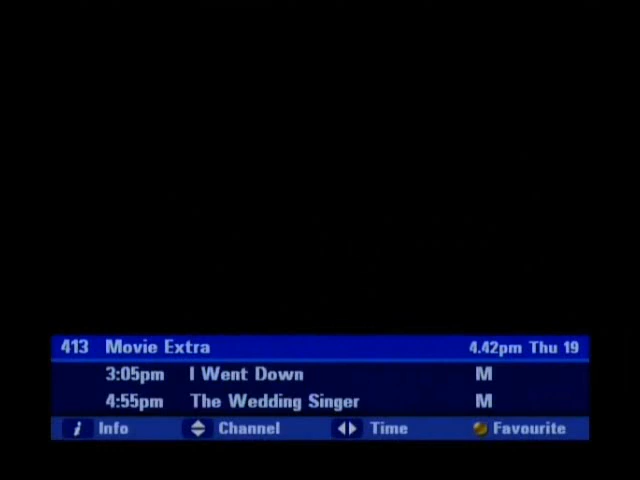 413 Movie Extra 4.42pm Thu 19
3:05pm I Went Down M
4:55pm The Wedding Singer M
i Info Channel Time Favourite